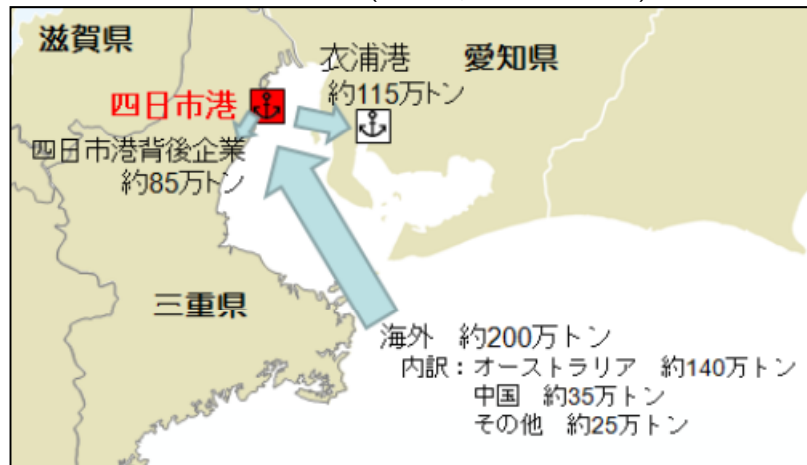 滋賀県
衣浦港
愛知県
約115万トン
四日市港
四日市港背後企業
約85万トン
三重県
海外 約200万トン
内訳：オーストラリア 約140万トン
中国 約35万トン
その他 約25万トン